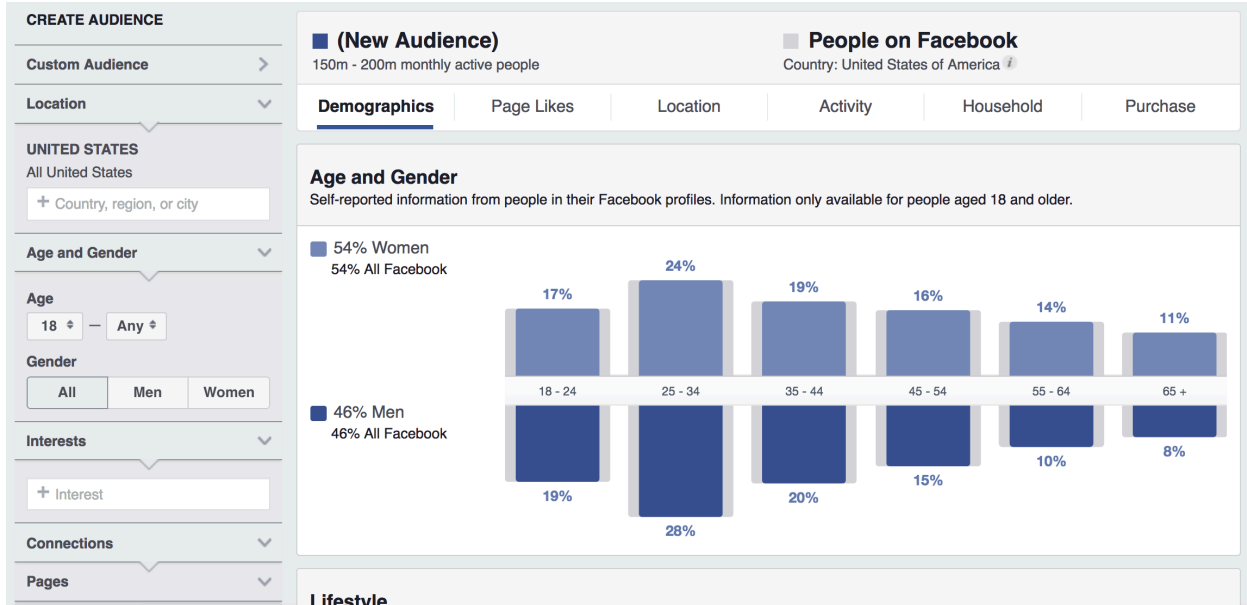 CREATE AUDIENCE
Custom Audience
Location
UNITED STATES
All United States
+ Country, region, or city
Age and Gender
Age
18 — Any
Gender
All Men Women
Interests
+ Interest
Connections
Pages
(New Audience)
150m - 200m monthly active people
People on Facebook
Country: United States of America i
Demographics Page Likes Location Activity Household Purchase
Age and Gender
Self-reported information from people in their Facebook profiles. Information only available for people aged 18 and older.
54% Women
54% All Facebook
17% 24% 19% 16% 14% 11%
18 - 24 25 - 34 35 - 44 45 - 54 55 - 64 65 +
46% Men
46% All Facebook
19% 28% 20% 15% 10% 8%
Lifestyle